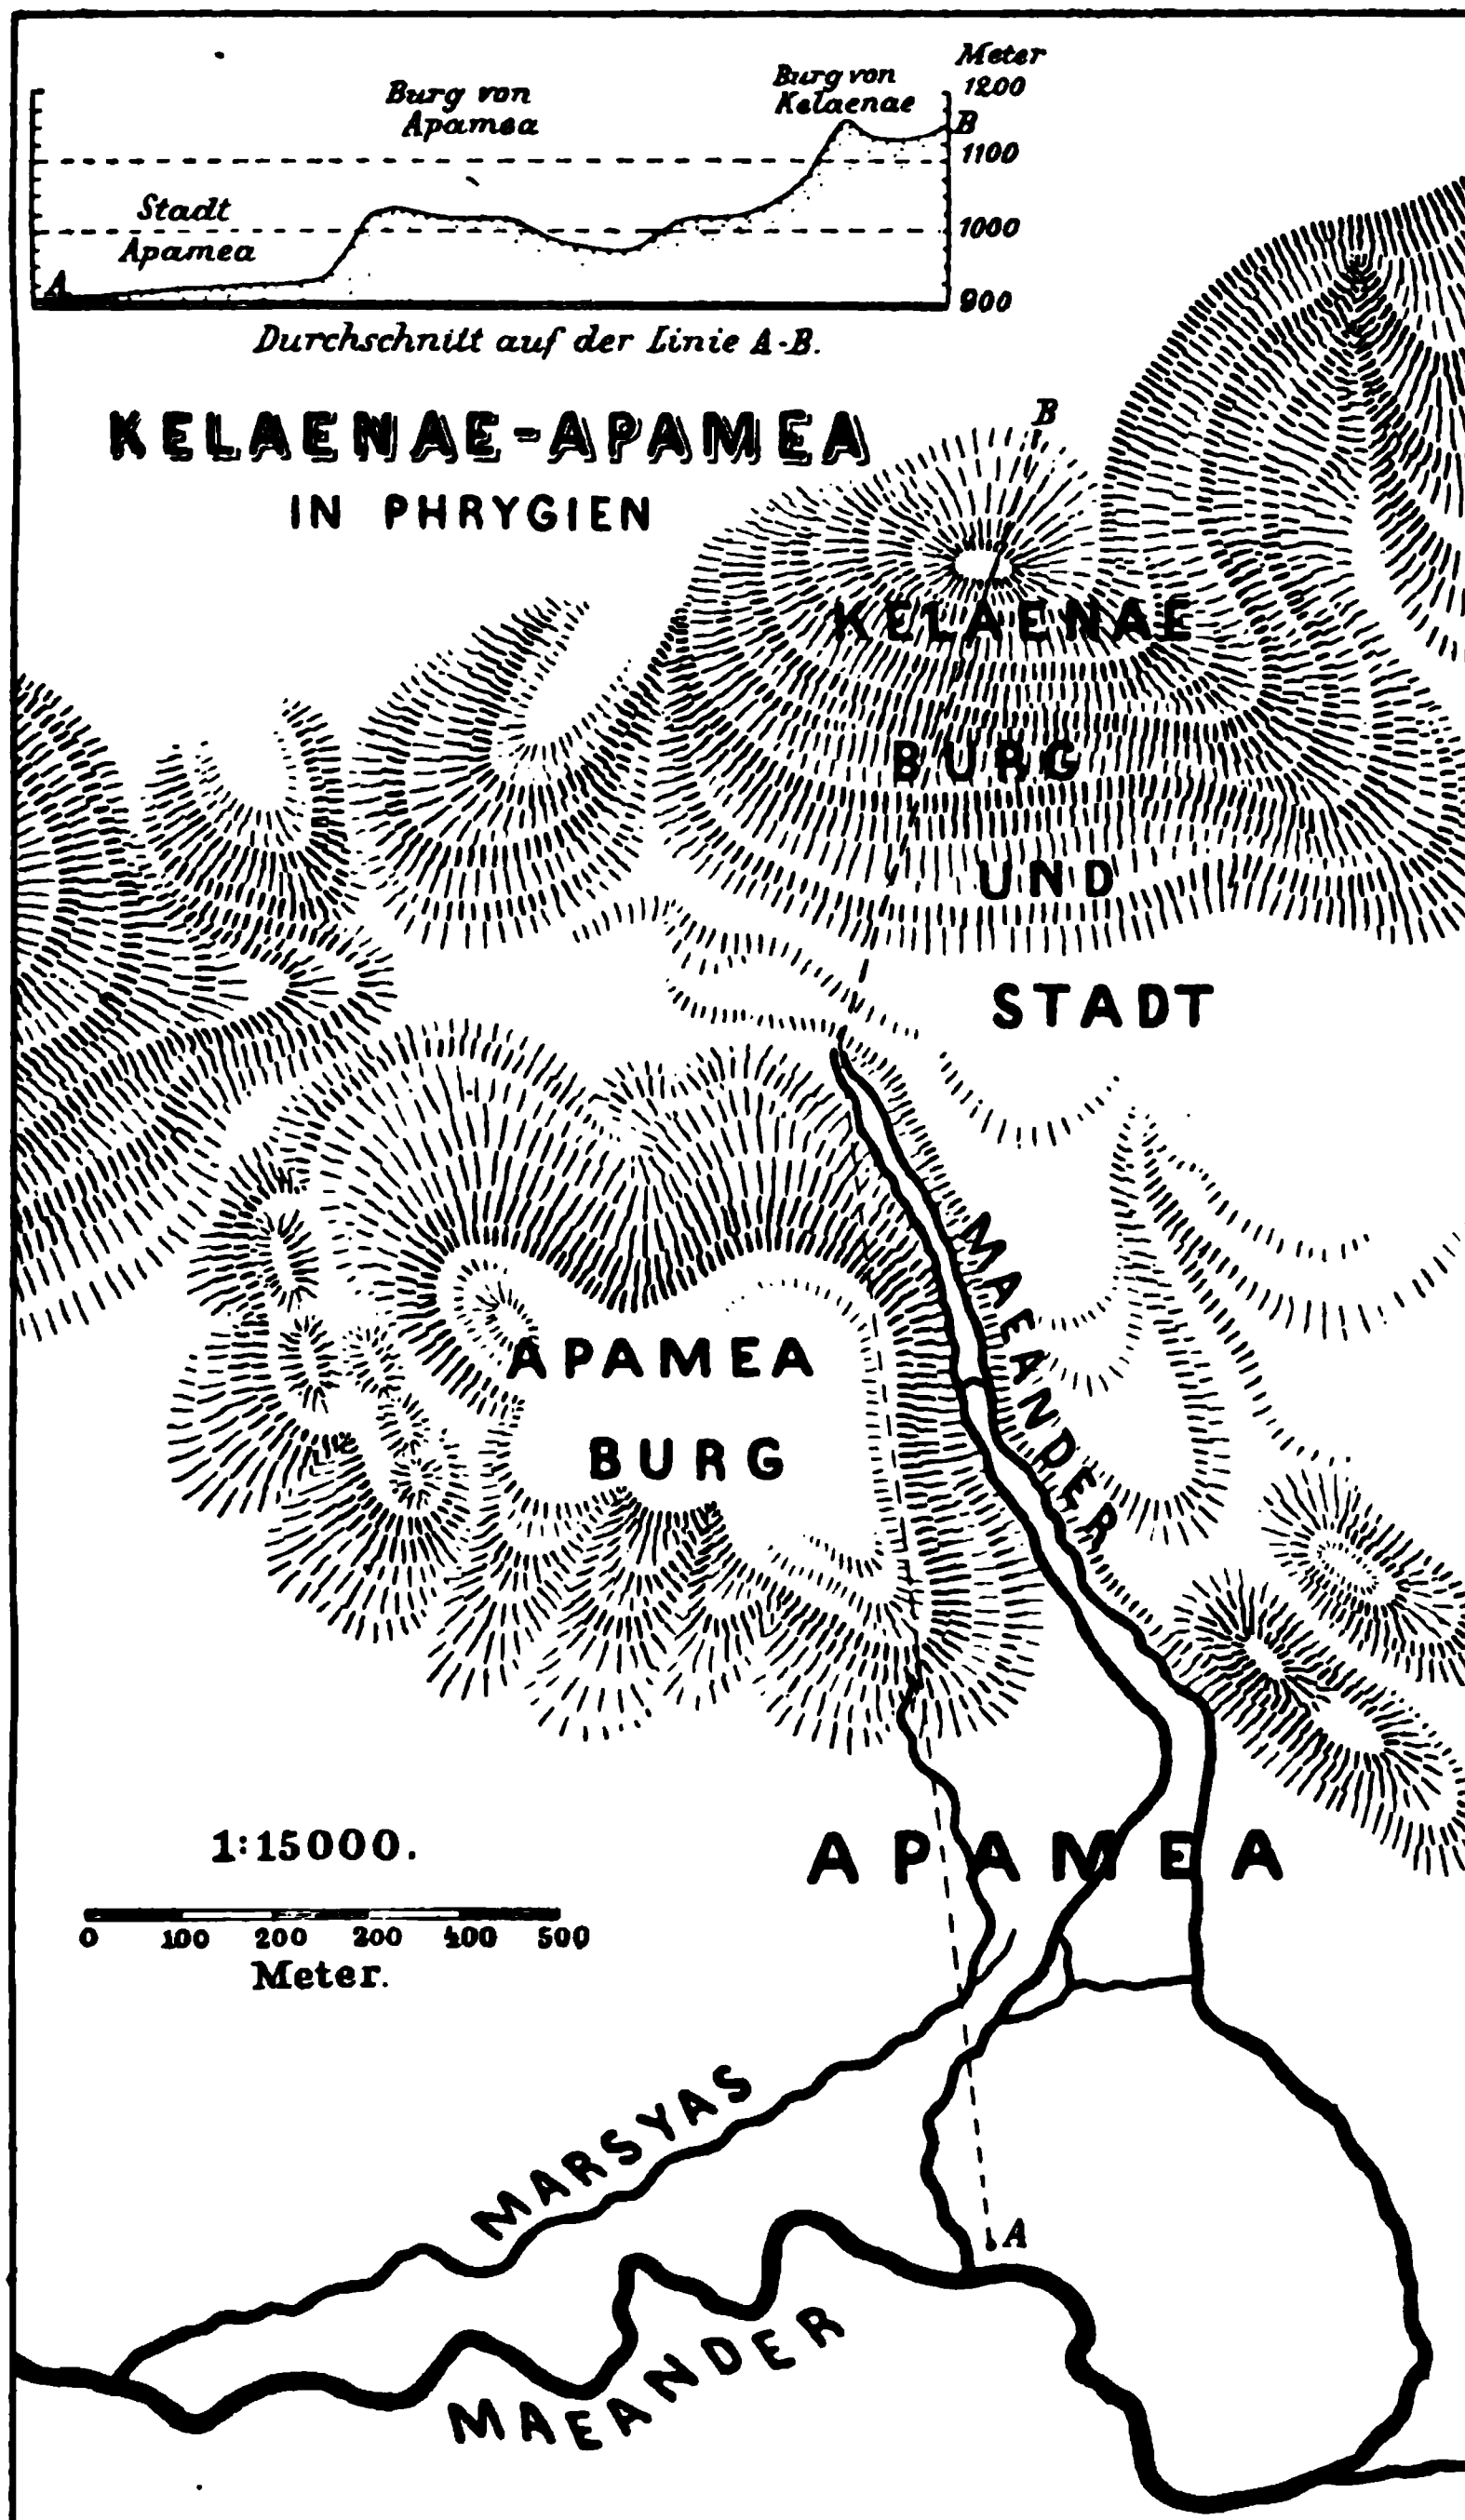 Meter
Burg von
Kelaenae
1200
Burg von
Apamea
B
1100
Stadt
1000
Apamea
A
900
Durchschnitt auf der Linie A-B.
KELAENAE-APAMEA
IN PHRYGIEN
B
KELAENAE
BURG
UND
STADT
MAEANDER
APAMEA
BURG
1:15000.
APAMEA
0 100 200 300 400 500
Meter.
MARSYAS
A
MAEANDER